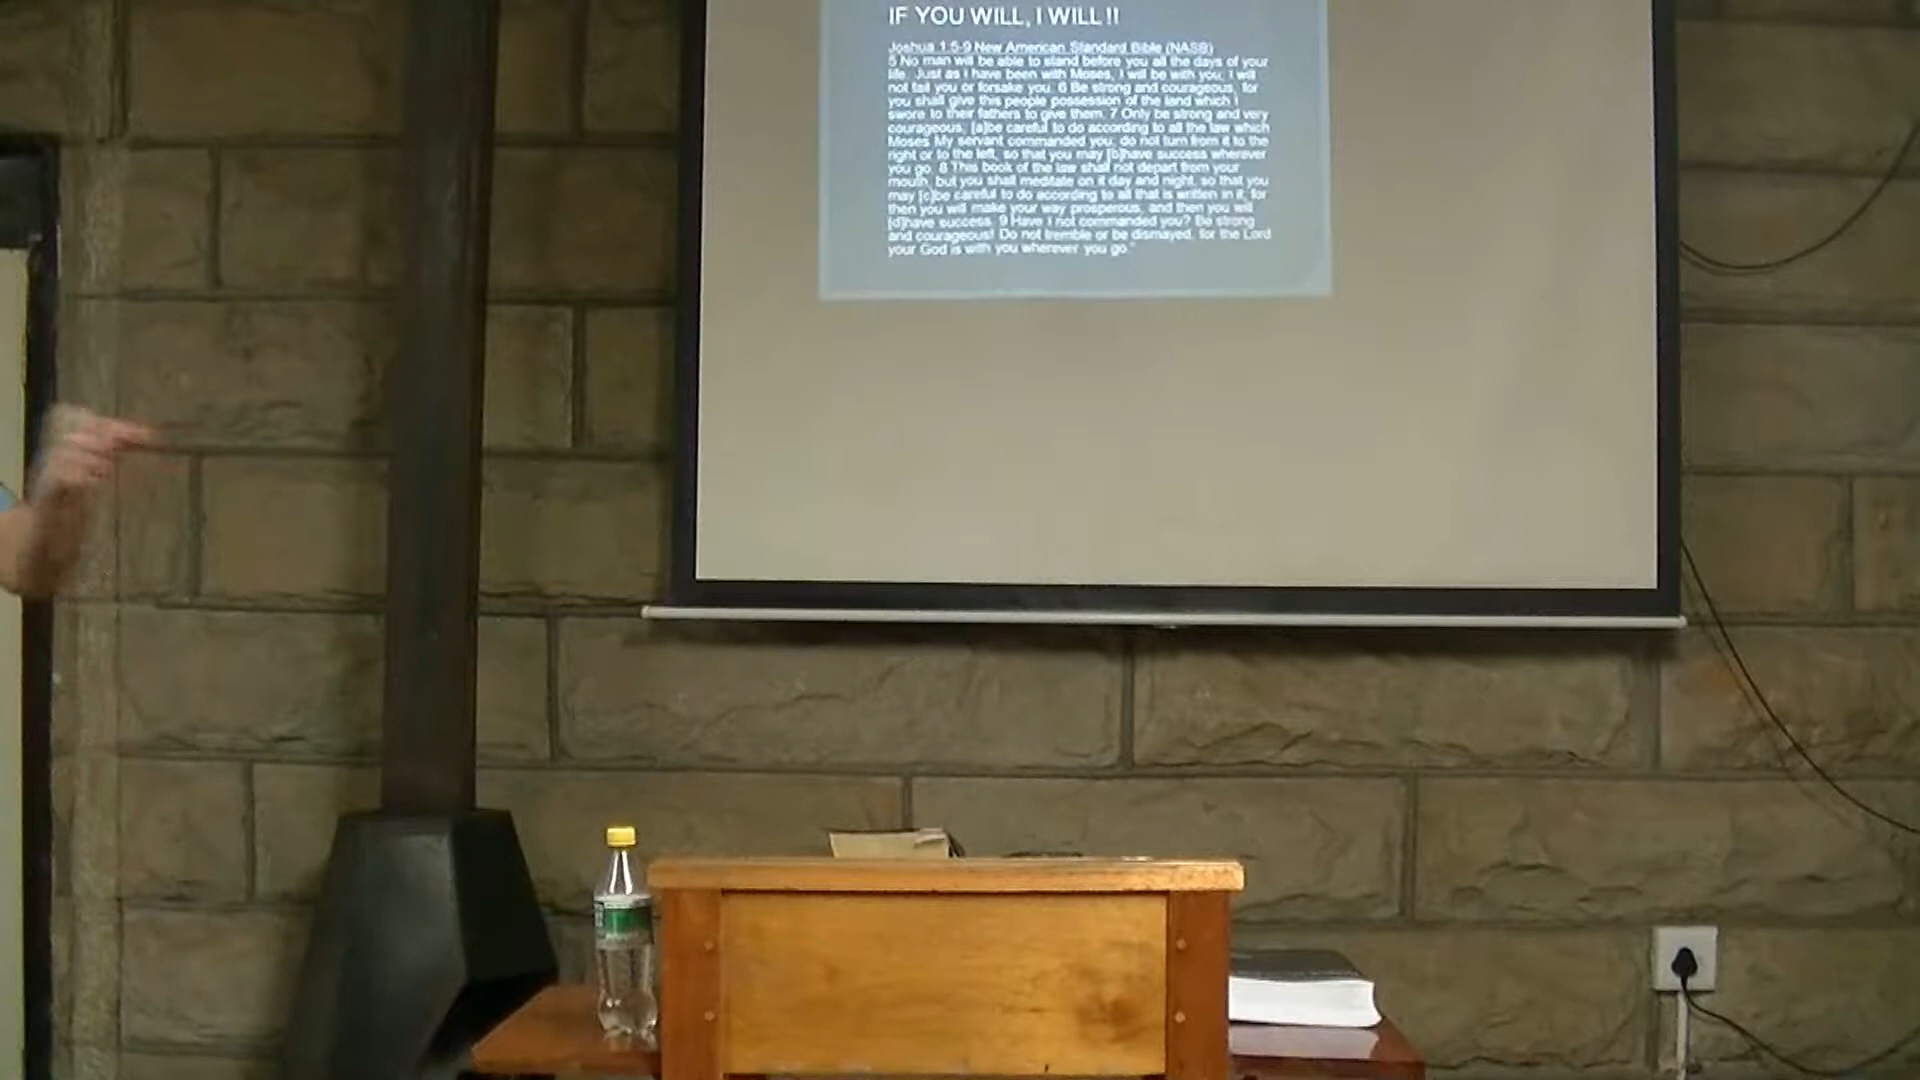 IF YOU WILL, I WILL !!
Joshua 1:5-9 New American Standard Bible (NASB)
5 No man will be able to stand before you all the days of your
life. Just as I have been with Moses, I will be with you; I will
not fail you or forsake you. 6 Be strong and courageous, for
you shall give this people possession of the land which I
swore to their fathers to give them. 7 Only be strong and very
courageous; [a]be careful to do according to all the law which
Moses My servant commanded you; do not turn from it to the
right or to the left, so that you may [b]have success wherever
you go. 8 This book of the law shall not depart from your
mouth, but you shall meditate on it day and night, so that you
may [c]be careful to do according to all that is written in it; for
then you will make your way prosperous, and then you will
[d]have success. 9 Have I not commanded you? Be strong
and courageous! Do not tremble or be dismayed, for the Lord
your God is with you wherever you go."